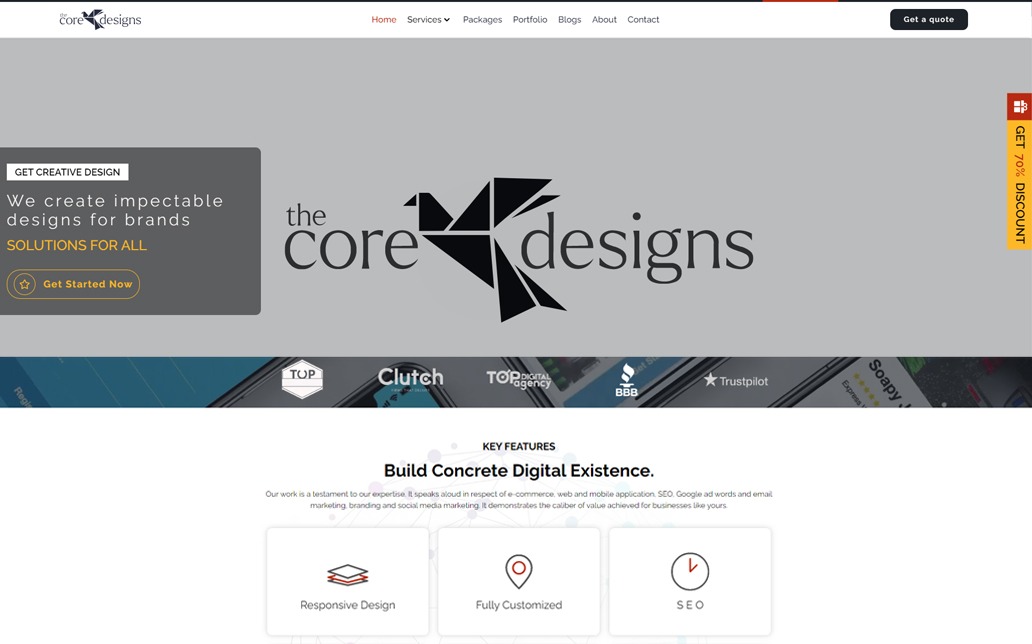 the
core designs
Home Services Packages Portfolio Blogs About Contact
Get a quote
GET 70% DISCOUNT
GET CREATIVE DESIGN
We create impectable
designs for brands
SOLUTIONS FOR ALL
Get Started Now
the
core designs
TOP
Clutch
TOP DIGITAL
agency
BBB
Trustpilot
Soapy J
Express
Regis
KEY FEATURES
Build Concrete Digital Existence.
Our work is a testament to our expertise. It speaks aloud in respect of e-commerce, web and mobile application, SEO, Google ad words and email
marketing, branding and social media marketing. It demonstrates the caliber of value achieved for businesses like yours.
Responsive Design
Fully Customized
S E O